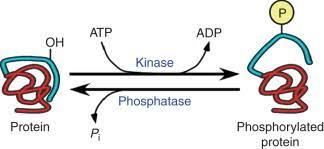 P
OH
ATP
ADP
Kinase
Phosphatase
Pi
Protein
Phosphorylated
protein